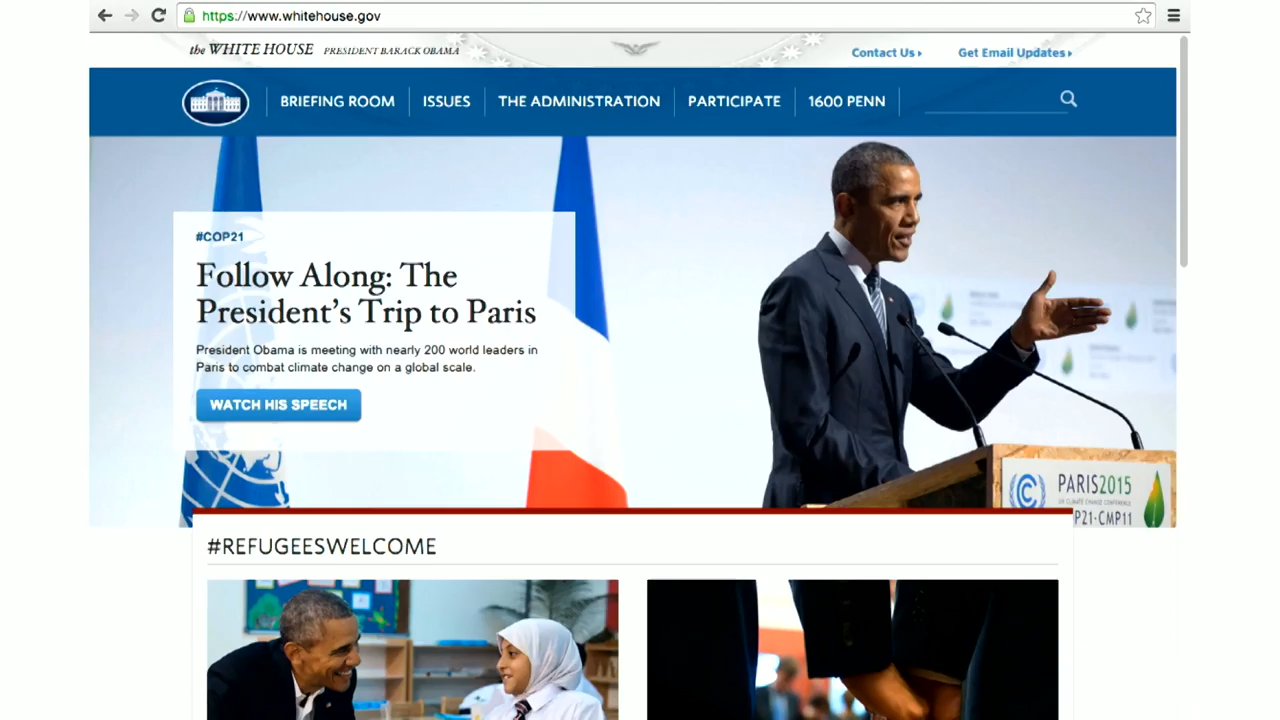 https://www.whitehouse.gov
the WHITE HOUSE PRESIDENT BARACK OBAMA
Contact Us
Get Email Updates
BRIEFING ROOM
ISSUES
THE ADMINISTRATION
PARTICIPATE
1600 PENN
#COP21
Follow Along: The
President's Trip to Paris
President Obama is meeting with nearly 200 world leaders in
Paris to combat climate change on a global scale.
WATCH HIS SPEECH
PARIS2015
UN CLIMATE CHANGE CONFERENCE
P21·CMP11
#REFUGEESWELCOME